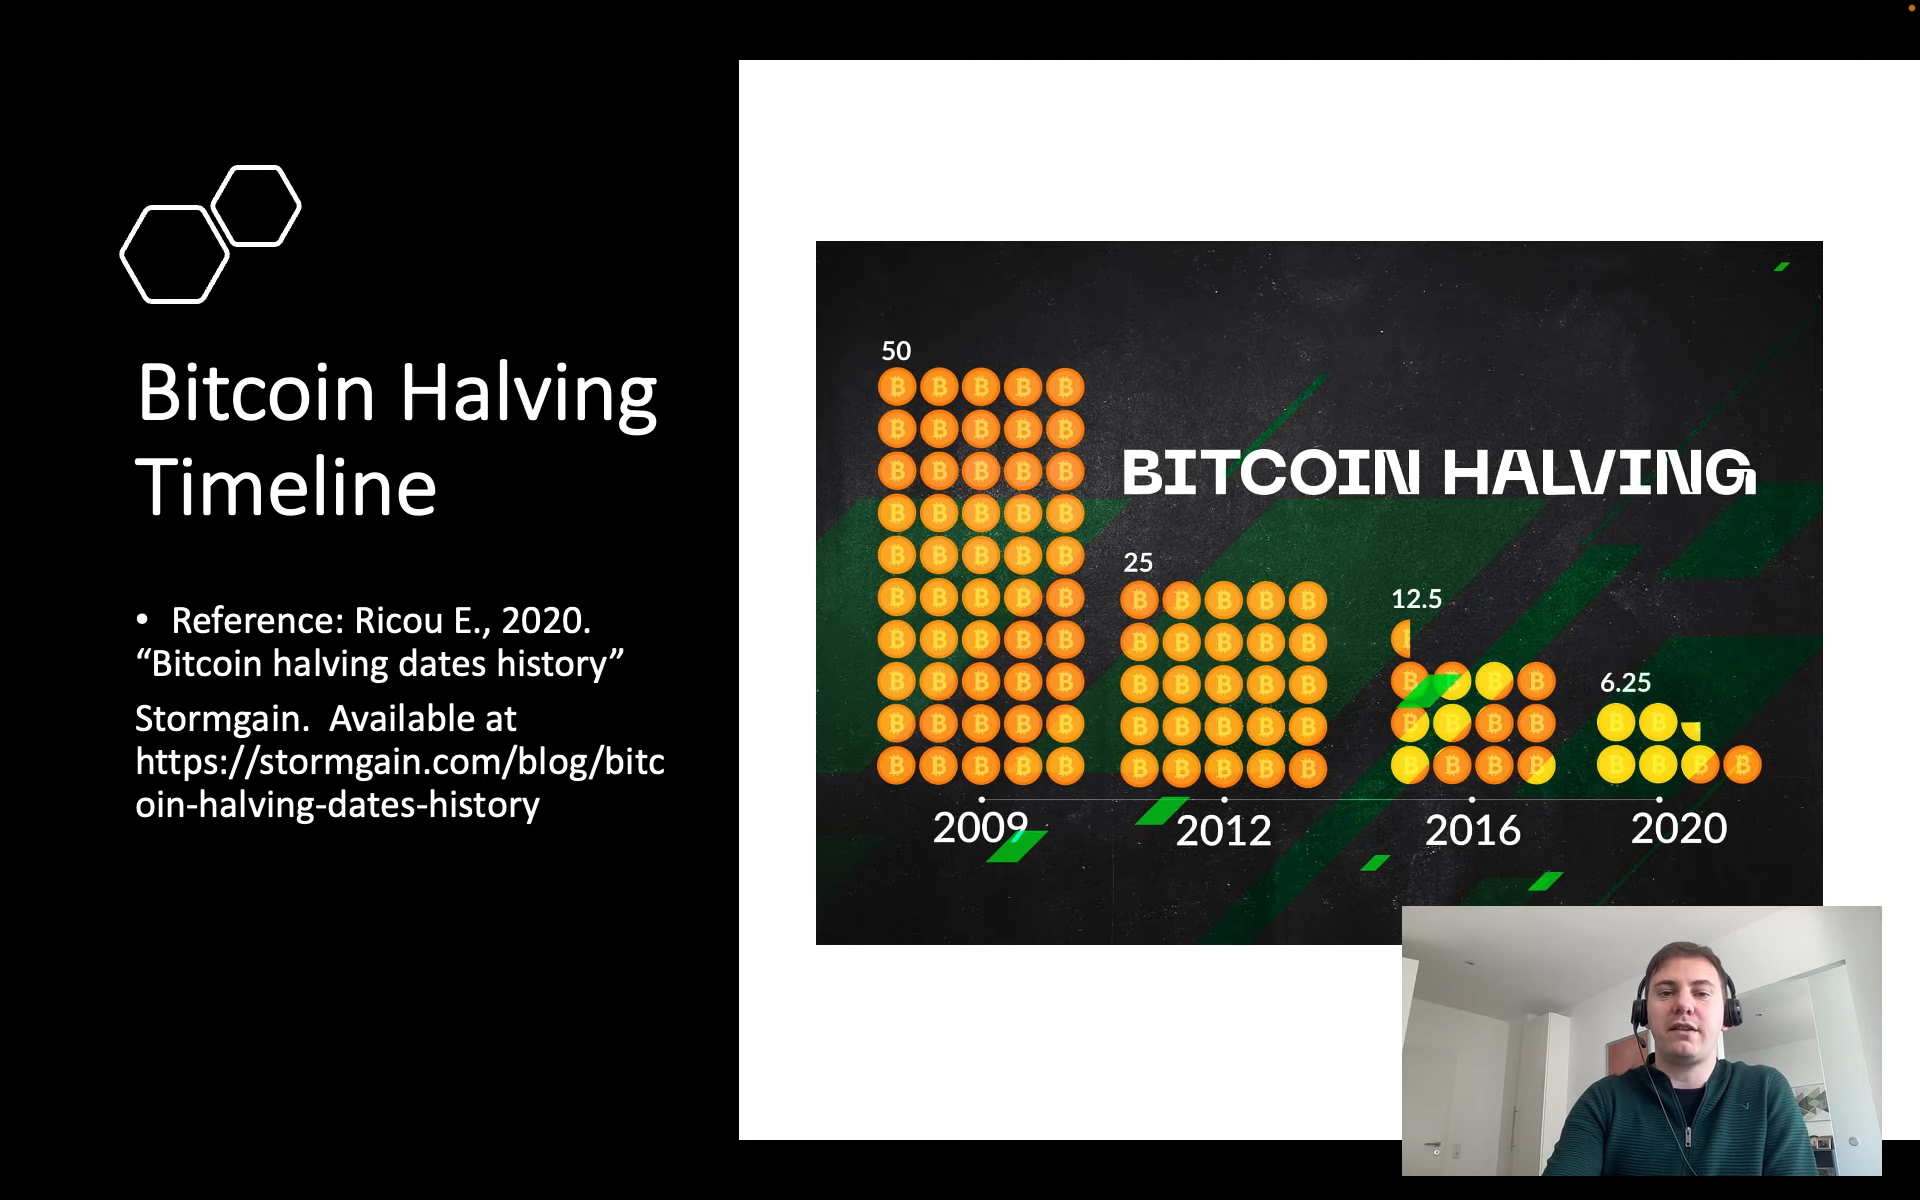 Bitcoin Halving
Timeline
• Reference: Ricou E., 2020.
“Bitcoin halving dates history”
Stormgain.  Available at
https://stormgain.com/blog/bitc
oin-halving-dates-history
50
BITCOIN HALVING
25
12.5
6.25
2009
2012
2016
2020